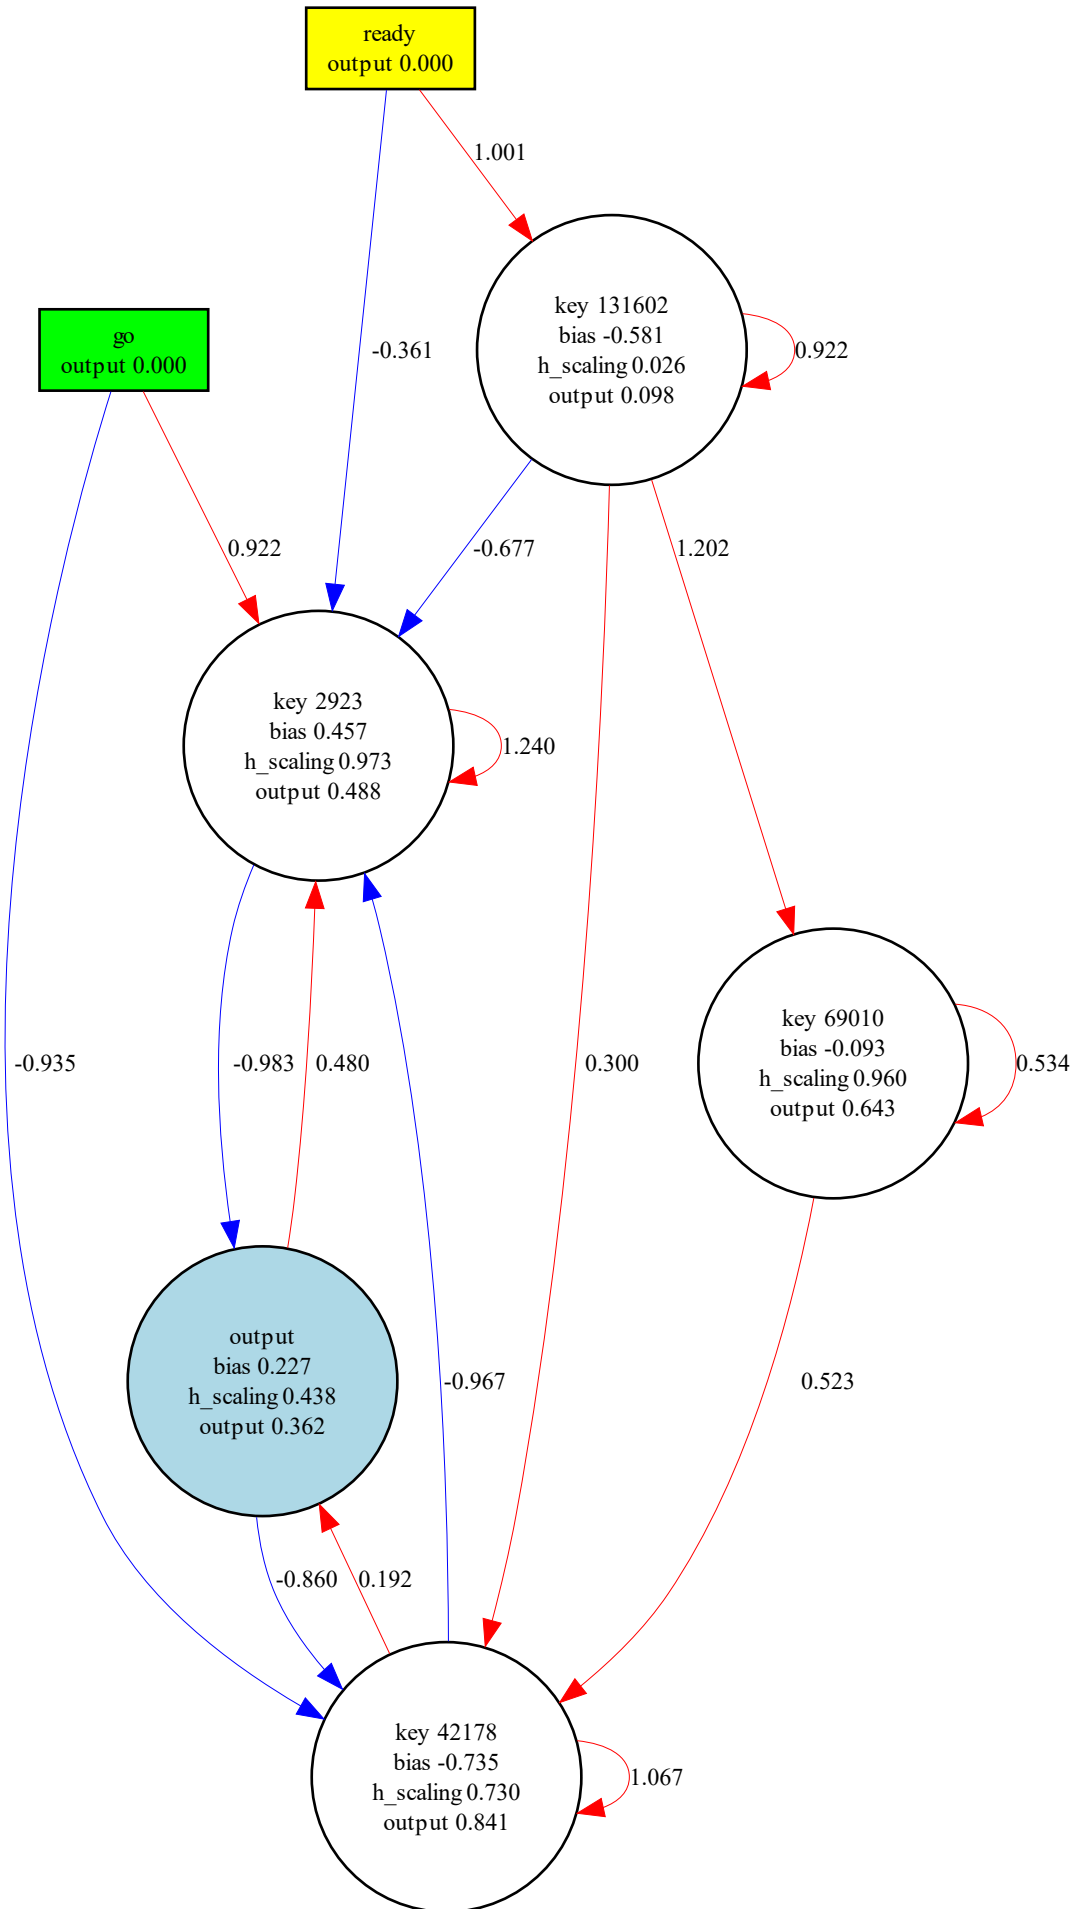 ready
output 0.000
1.001
go
output 0.000
-0.361
key 131602
bias -0.581
h_scaling 0.026
output 0.098
0.922
0.922
-0.677
1.202
key 2923
bias 0.457
h_scaling 0.973
output 0.488
1.240
-0.935
-0.983
0.480
0.300
key 69010
bias -0.093
h_scaling 0.960
output 0.643
0.534
output
bias 0.227
h_scaling 0.438
output 0.362
-0.967
0.523
-0.860
0.192
key 42178
bias -0.735
h_scaling 0.730
output 0.841
1.067